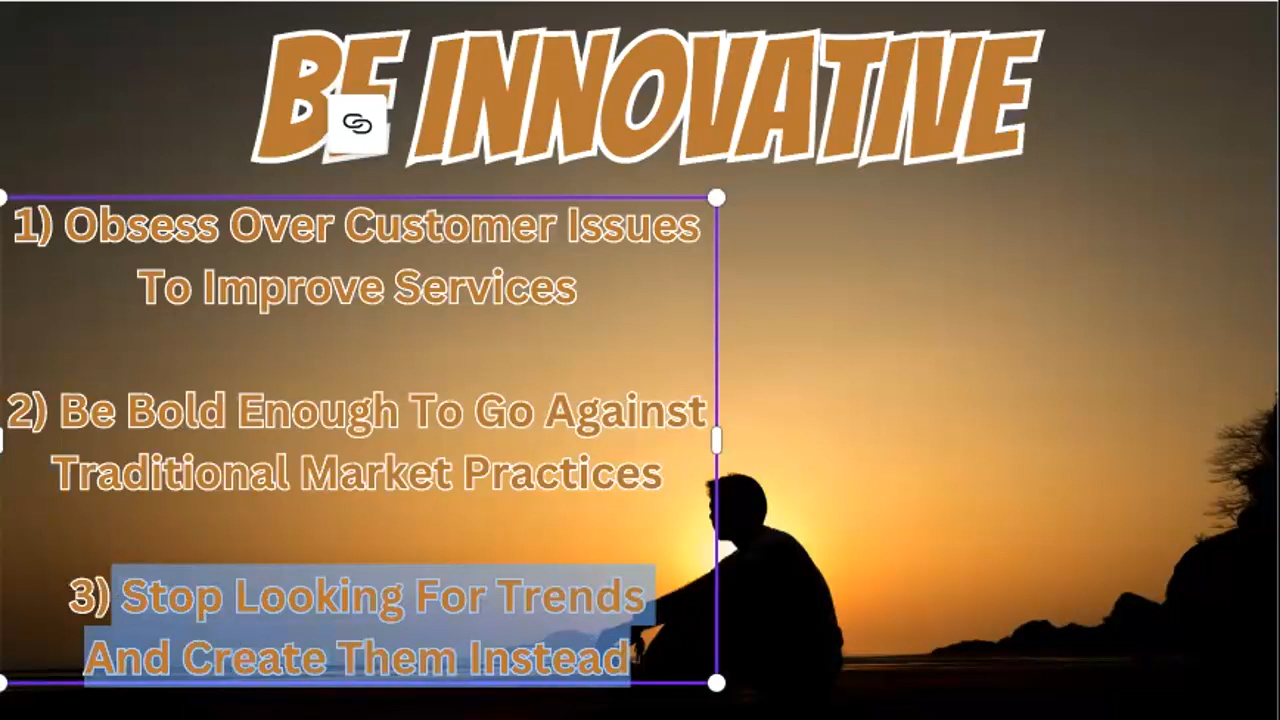 BE INNOVATIVE
1) Obsess Over Customer Issues
To Improve Services
2) Be Bold Enough To Go Against
Traditional Market Practices
3) Stop Looking For Trends
And Create Them Instead